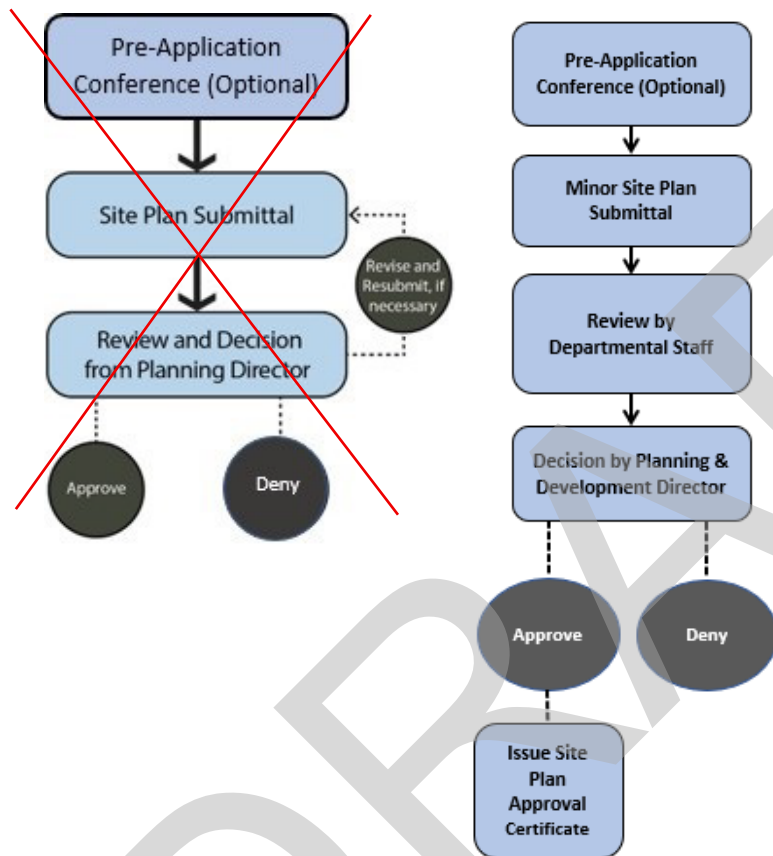 Pre-Application
Conference (Optional)
Site Plan Submittal
Revise and
Resubmit, if
necessary
Review and Decision
from Planning Director
Approve
Deny
Pre-Application
Conference (Optional)
Minor Site Plan
Submittal
Review by
Departmental Staff
Decision by Planning &
Development Director
Approve
Deny
Issue Site
Plan
Approval
Certificate
DRAFT